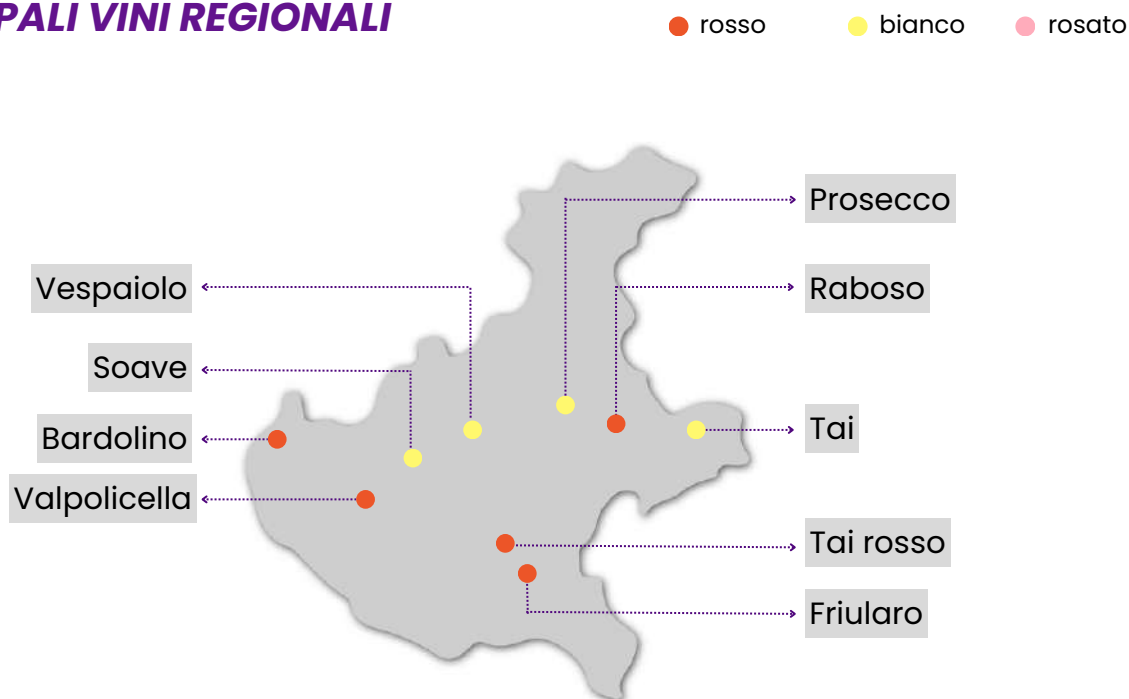 PALI VINI REGIONALI
rosso
bianco
rosato
Prosecco
Vespaiolo
Raboso
Soave
Bardolino
Tai
Valpolicella
Tai rosso
Friularo